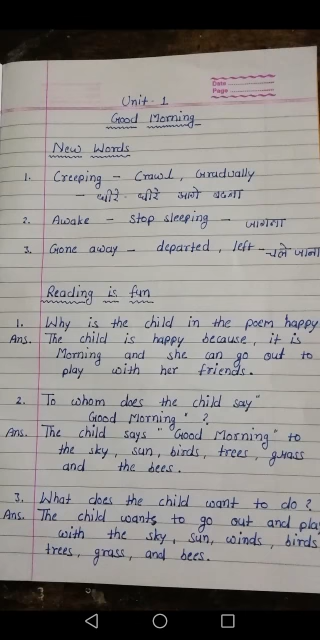 Date
Page
Unit - 1
Good Morning
New Words
1. Creeping - Crawl, Gradually
- धीरे - धीरे आगे बढ़ना
2. Awake - Stop sleeping - जागना
3. Gone away - departed, left - चले जाना
Reading is fun
1. Why is the child in the poem happy
Ans. The child is happy because, it is
Morning and she can go out to
play with her friends.
2. To whom does the child say "
Good Morning" ?
Ans. The child says "Good Morning" to
the sky, sun, birds, trees, grass
and the bees.
3. What does the child want to do?
Ans. The child wants to go out and play
with the sky, sun, winds, birds
trees, grass, and bees.